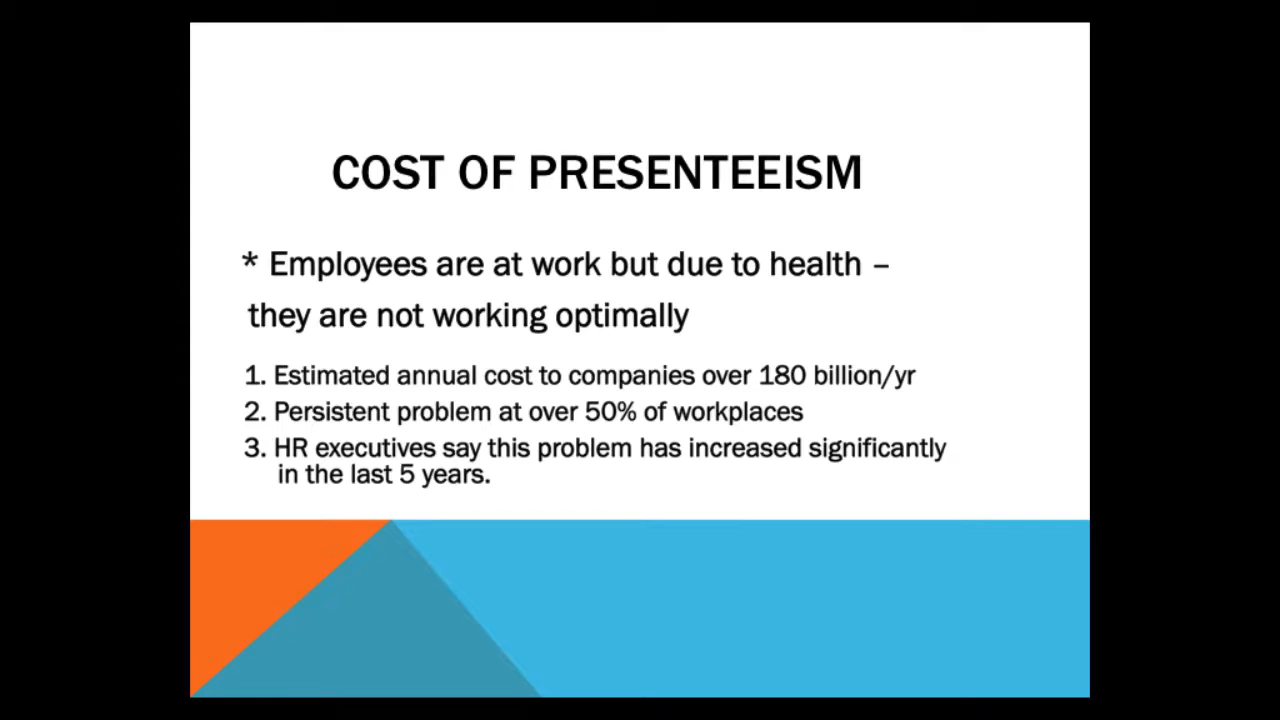 COST OF PRESENTEEISM
* Employees are at work but due to health –
they are not working optimally
1. Estimated annual cost to companies over 180 billion/yr
2. Persistent problem at over 50% of workplaces
3. HR executives say this problem has increased significantly
in the last 5 years.